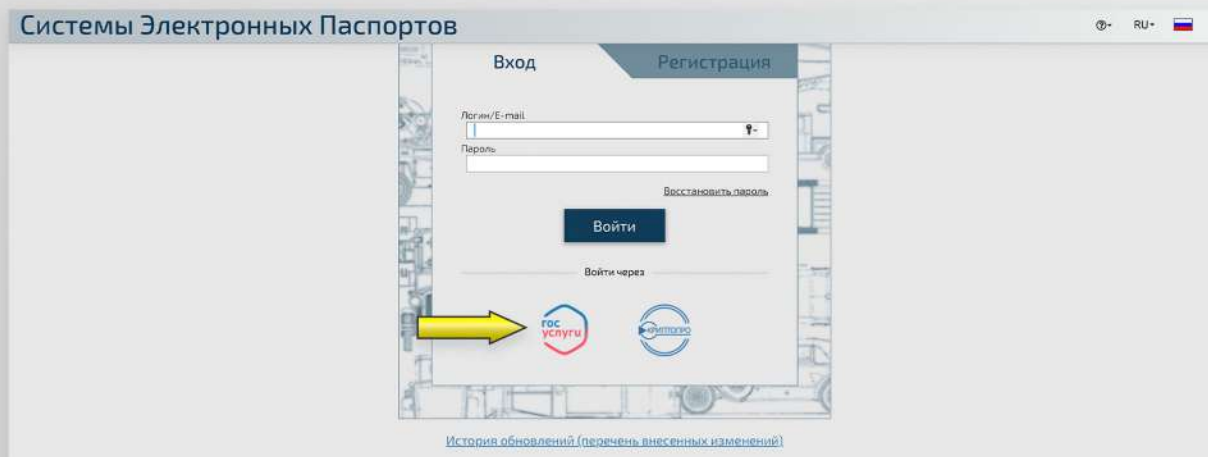 Системы Электронных Паспортов
RU
Вход
Регистрация
Логин/E-mail
Пароль
Восстановить пароль
Войти
Войти через
гос
услуги
КРИПТОПРО
История обновлений (перечень внесенных изменений)